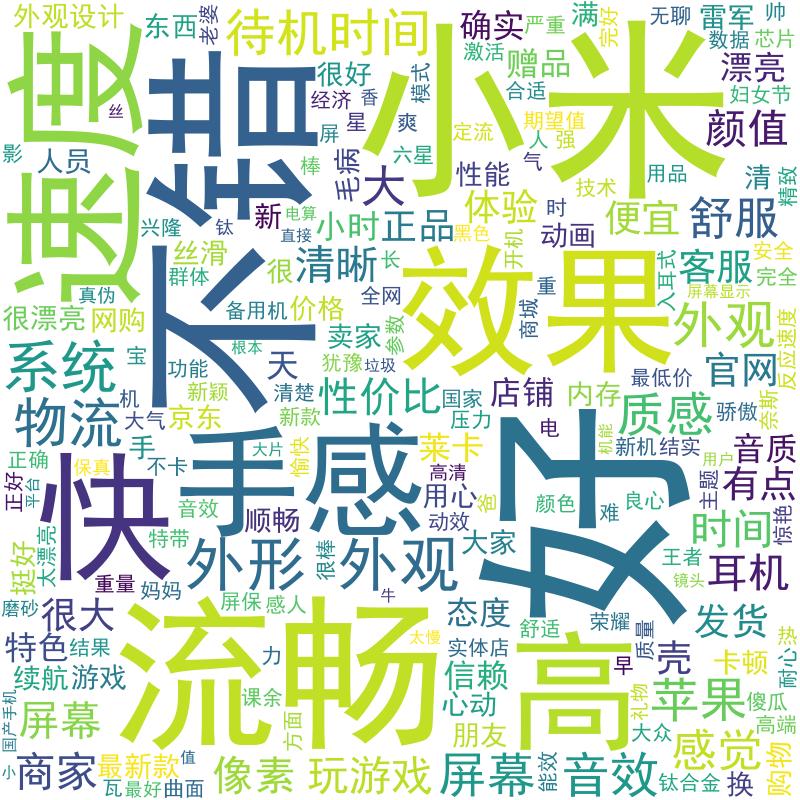 外观设计
东西
老婆
待机时间
小米
确实
激活
严重
满
完好
无聊
雷军
帅
数据
芯片
速度
不错
很好
经济
香
模式
赠品
合适
漂亮
妇女节
丝
屏
星
爽
定流
期望值
颜值
影
人员
棒
六星
人
强
毛病
大
性能
气
技术
用品
清
精致
兴隆
钛
新
电算
直接
小时
正品
体验
黑色
开机
时
动画
便宜
舒服
丝滑
群体
很
清晰
长
效果
重
客服
入耳式
安全
完全
真伪
备用机
价格
全网
参数
商城
屏幕显示
很漂亮
网购
卖家
外观
反应速度
系统
宝
功能
根本
天
犹豫
垃圾
最低价
官网
机
新颖
清楚
性价比
国家
店铺
内存
质感
骄傲
奈斯
物流
大气
京东
新款
压力
手
手感
好
电
新机
结实
机能
音质
用户
正确
不卡
保真
大片
愉快
莱卡
高清
主题
有点
惊艳
正好
平台
快
音效
用心
爸
颜色
良心
难
时间
太漂亮
特带
顺畅
动效
挺好
外形
很棒
外观
大家
王者
镜头
耳机
重量
妈妈
磨砂
很大
屏保
感人
牛
态度
舒适
荣耀
质量
发货
热
耐心
特色
结果
流畅
太慢
实体店
高
早
壳
卡顿
续航
游戏
力
信赖
心动
礼物
苹果
傻瓜
国产手机
屏幕
课余
方面
朋友
大众
高端
小
商家
最新款
值
感觉
购物
瓦
最好
曲面
像素
玩游戏
屏幕
能效
音效
钛合金
换